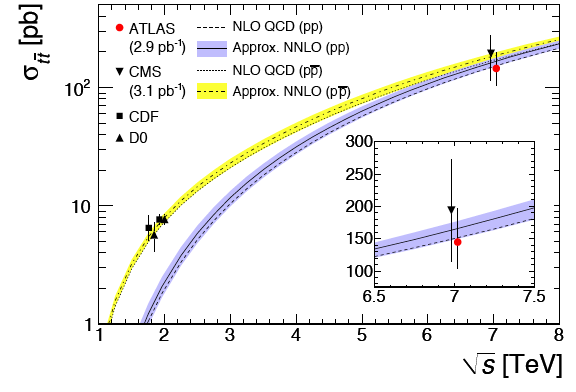 σtt̄ [pb]
ATLAS
(2.9 pb⁻¹)
CMS
(3.1 pb⁻¹)
CDF
D0
NLO QCD (pp)
Approx. NNLO (pp)
NLO QCD (pp̄)
Approx. NNLO (pp̄)
10²
10
1
1 2 3 4 5 6 7 8
300
250
200
150
100
6.5 7 7.5
√s [TeV]